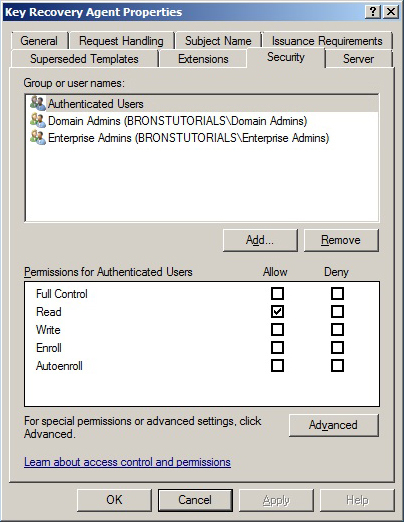 Key Recovery Agent Properties
General Request Handling Subject Name Issuance Requirements
Superseded Templates Extensions Security Server
Group or user names:
Authenticated Users
Domain Admins (BRONSTUTORIALS\Domain Admins)
Enterprise Admins (BRONSTUTORIALS\Enterprise Admins)
Add... Remove
Permissions for Authenticated Users Allow Deny
Full Control
Read
Write
Enroll
Autoenroll
For special permissions or advanced settings, click
Advanced.
Advanced
Learn about access control and permissions
OK Cancel Apply Help